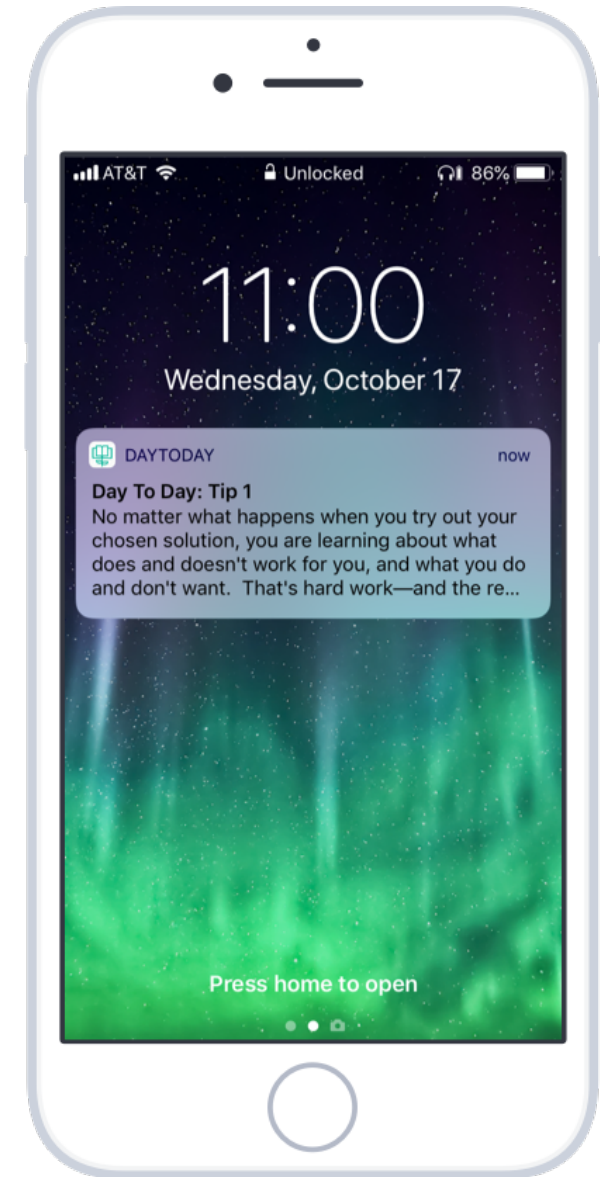 AT&T Unlocked 86%
11:00
Wednesday, October 17
DAYTODAY now
Day To Day: Tip 1
No matter what happens when you try out your
chosen solution, you are learning about what
does and doesn't work for you, and what you do
and don't want.  That's hard work—and the re...
Press home to open